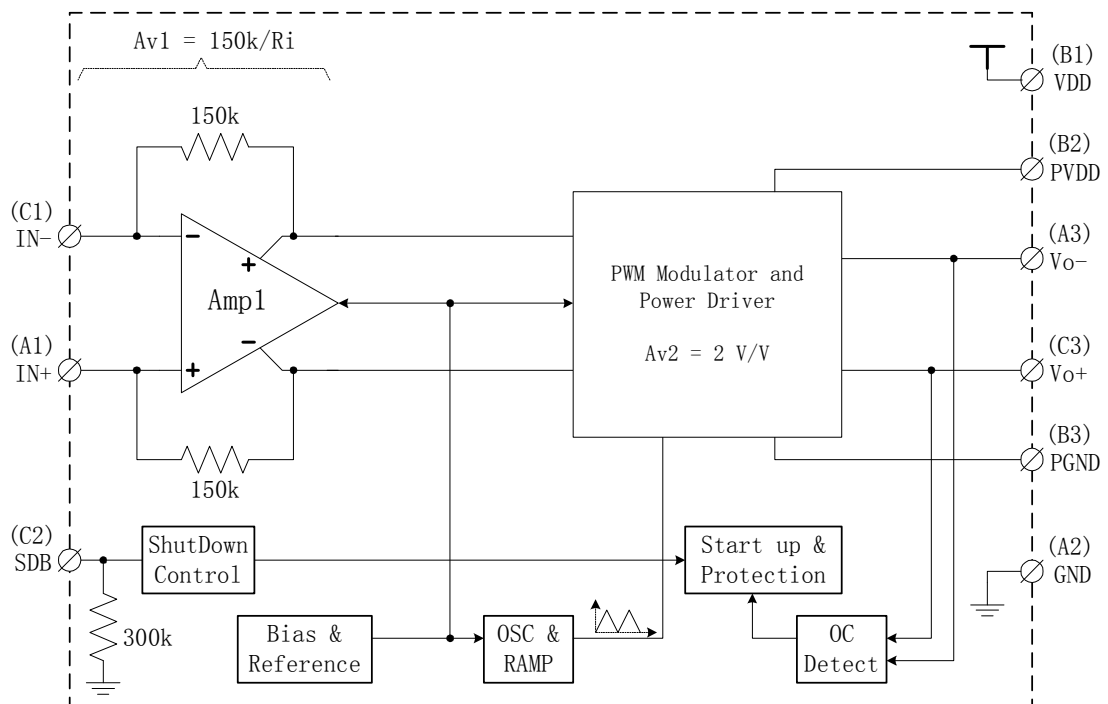 Av1 = 150k/Ri
(B1)
VDD
150k
(B2)
PVDD
(C1)
IN-
(A3)
Vo-
PWM Modulator and
Power Driver
Av2 = 2 V/V
Amp1
(A1)
IN+
(C3)
Vo+
150k
(B3)
PGND
(C2)
SDB
ShutDown
Control
Start up &
Protection
(A2)
GND
300k
Bias &
Reference
OSC &
RAMP
OC
Detect